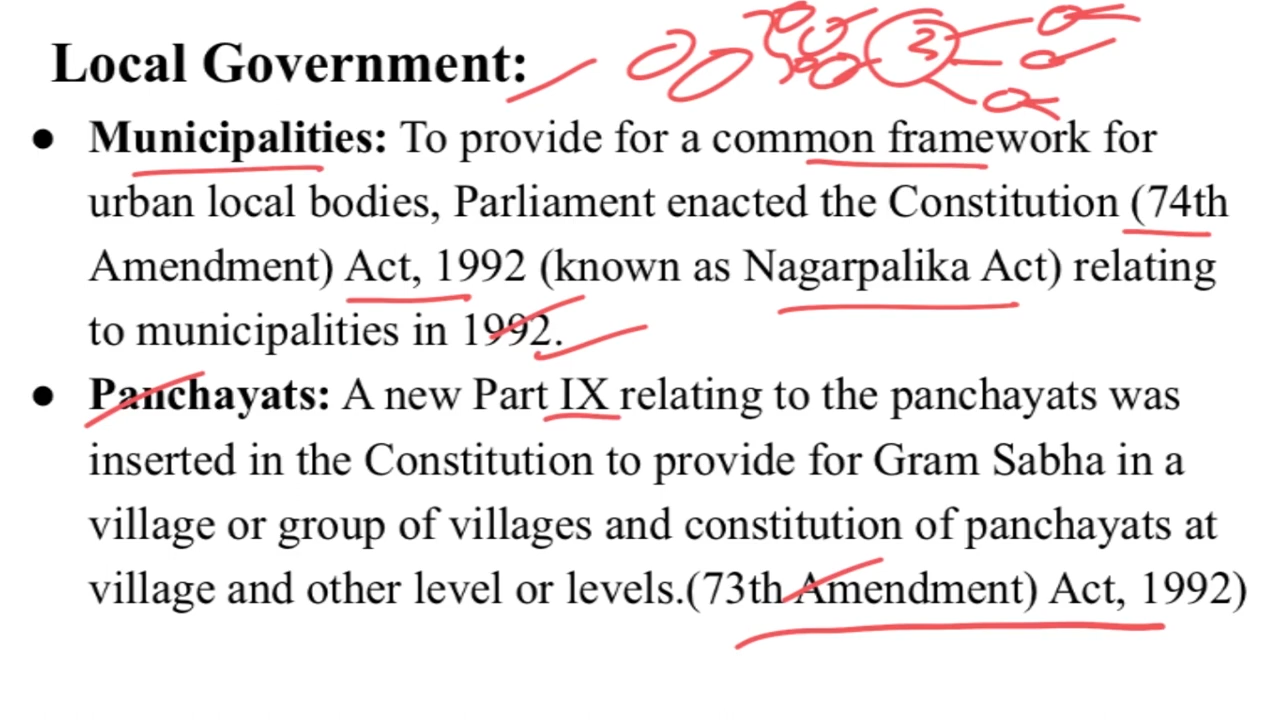 Local Government:
3
● Municipalities: To provide for a common framework for
urban local bodies, Parliament enacted the Constitution (74th
Amendment) Act, 1992 (known as Nagarpalika Act) relating
to municipalities in 1992.
● Panchayats: A new Part IX relating to the panchayats was
inserted in the Constitution to provide for Gram Sabha in a
village or group of villages and constitution of panchayats at
village and other level or levels.(73th Amendment) Act, 1992)